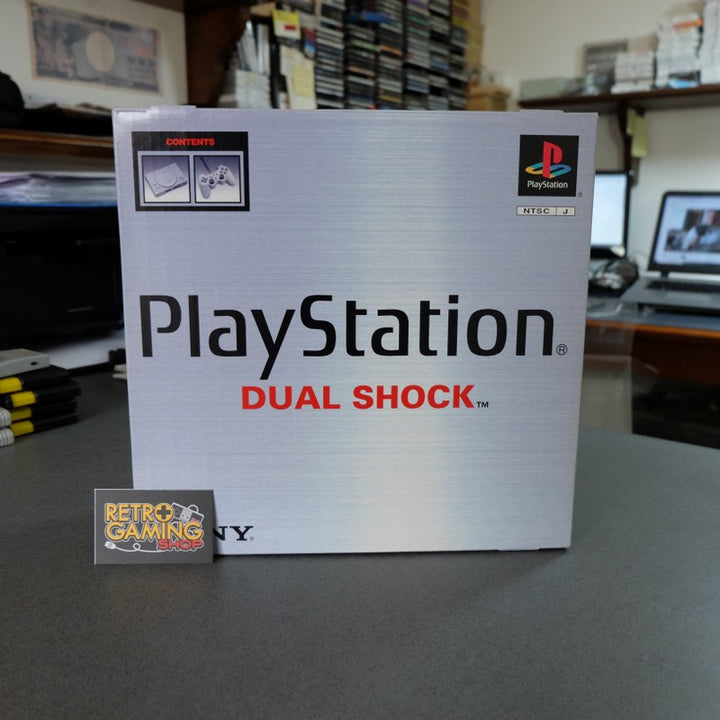 CONTENTS
PlayStation
®
NTSC J
PlayStation®
DUAL SHOCK™
NY.
RETRO
GAMING
SHOP